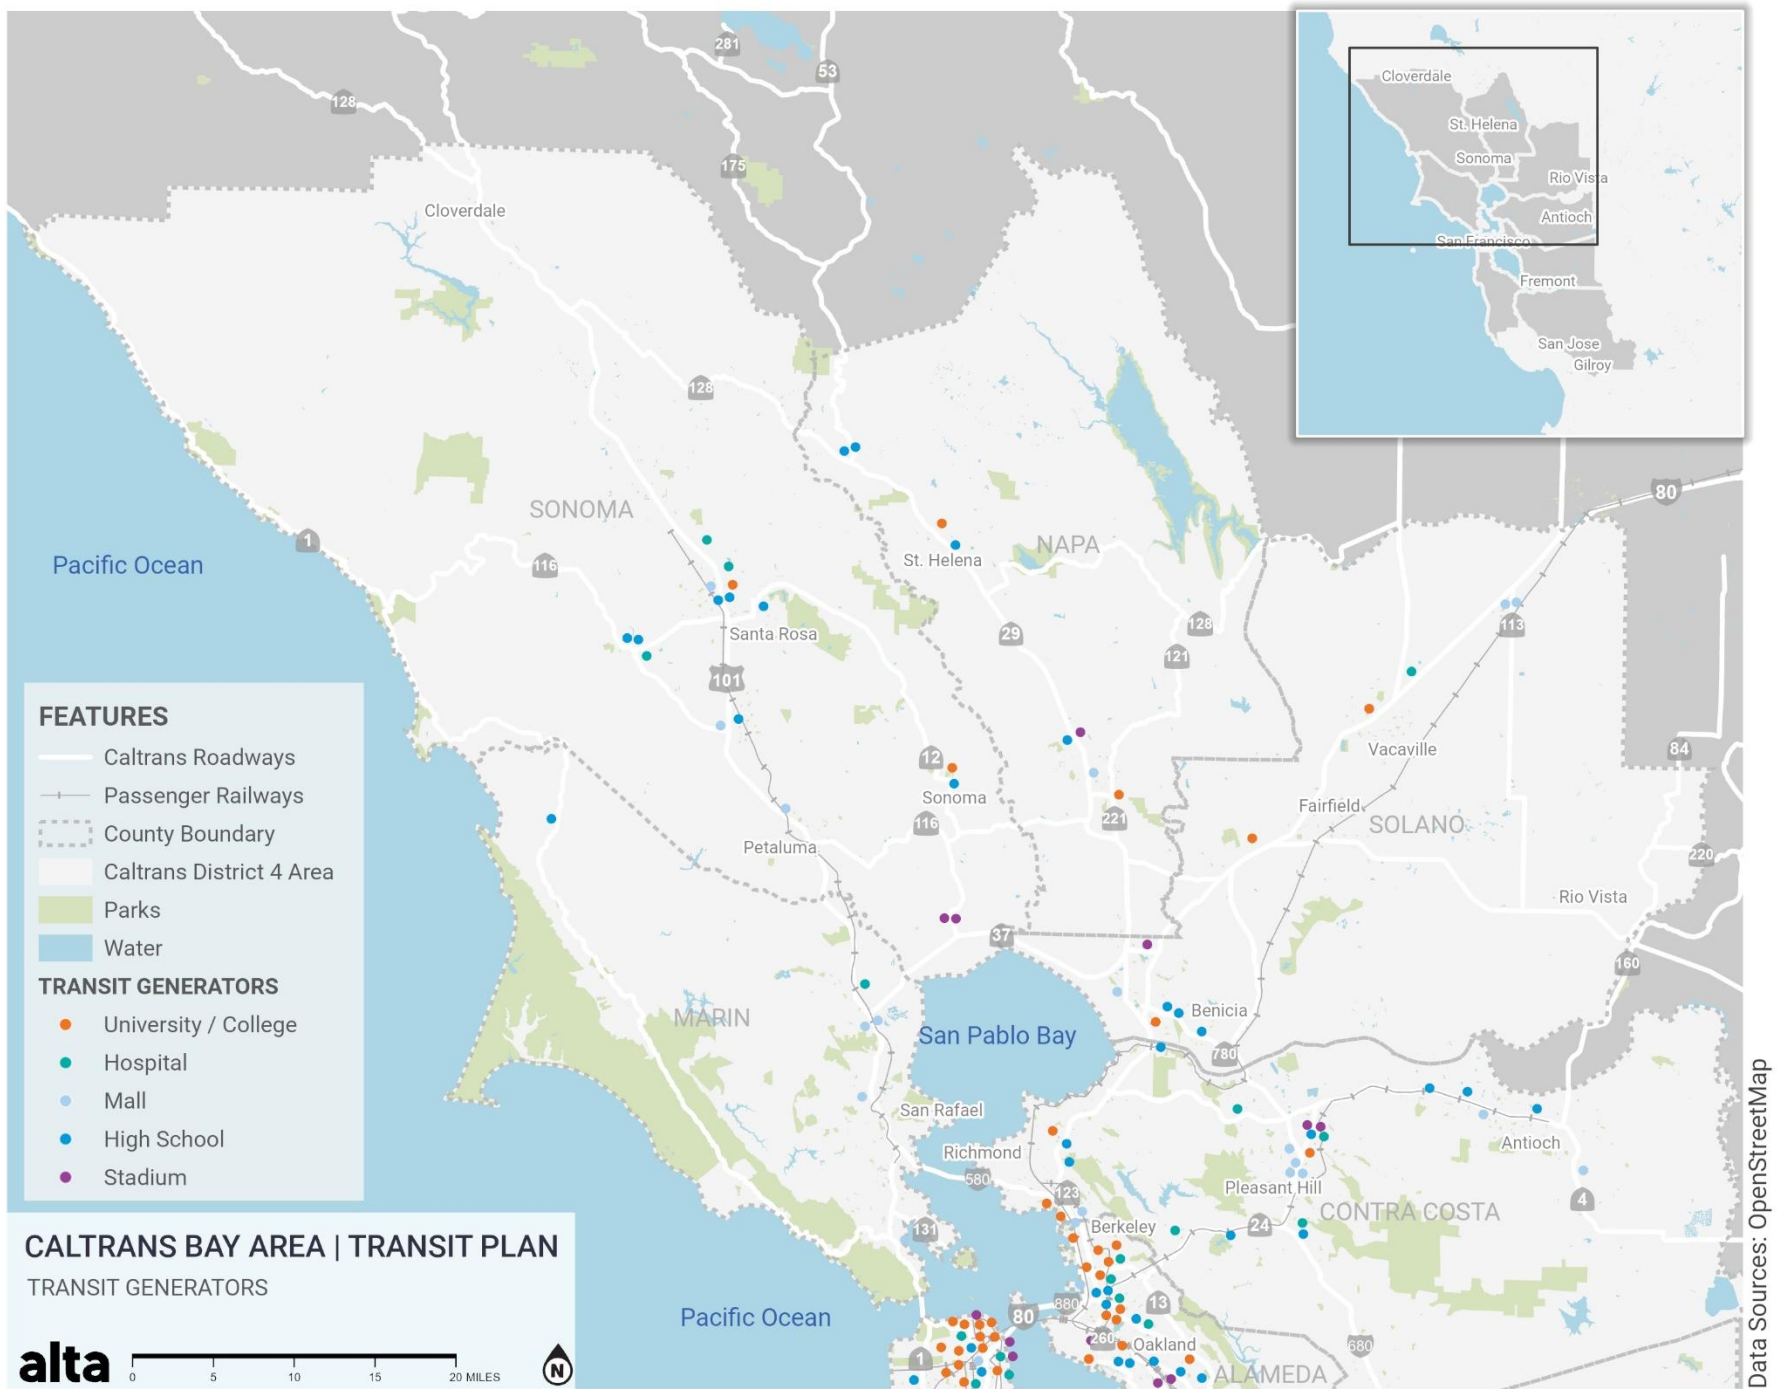 281
53
128
175
Cloverdale
Cloverdale
St. Helena
Sonoma
Rio Vista
Antioch
San Francisco
Fremont
San Jose
Gilroy
128
80
SONOMA
1
Pacific Ocean
116
St. Helena
NAPA
Santa Rosa
29
128
113
121
101
12
Sonoma
116
Petaluma
221
Vacaville
84
Fairfield
SOLANO
220
Rio Vista
37
160
FEATURES
Caltrans Roadways
Passenger Railways
County Boundary
Caltrans District 4 Area
Parks
Water
TRANSIT GENERATORS
University / College
Hospital
Mall
High School
Stadium
MARIN
San Pablo Bay
Benicia
780
San Rafael
Richmond
580
123
Antioch
Pleasant Hill
4
CONTRA COSTA
131
Berkeley
24
CALTRANS BAY AREA | TRANSIT PLAN
TRANSIT GENERATORS
Pacific Ocean
80
880
13
260
Oakland
680
1
ALAMEDA
alta
0 5 10 15 20 MILES
N
Data Sources: OpenStreetMap